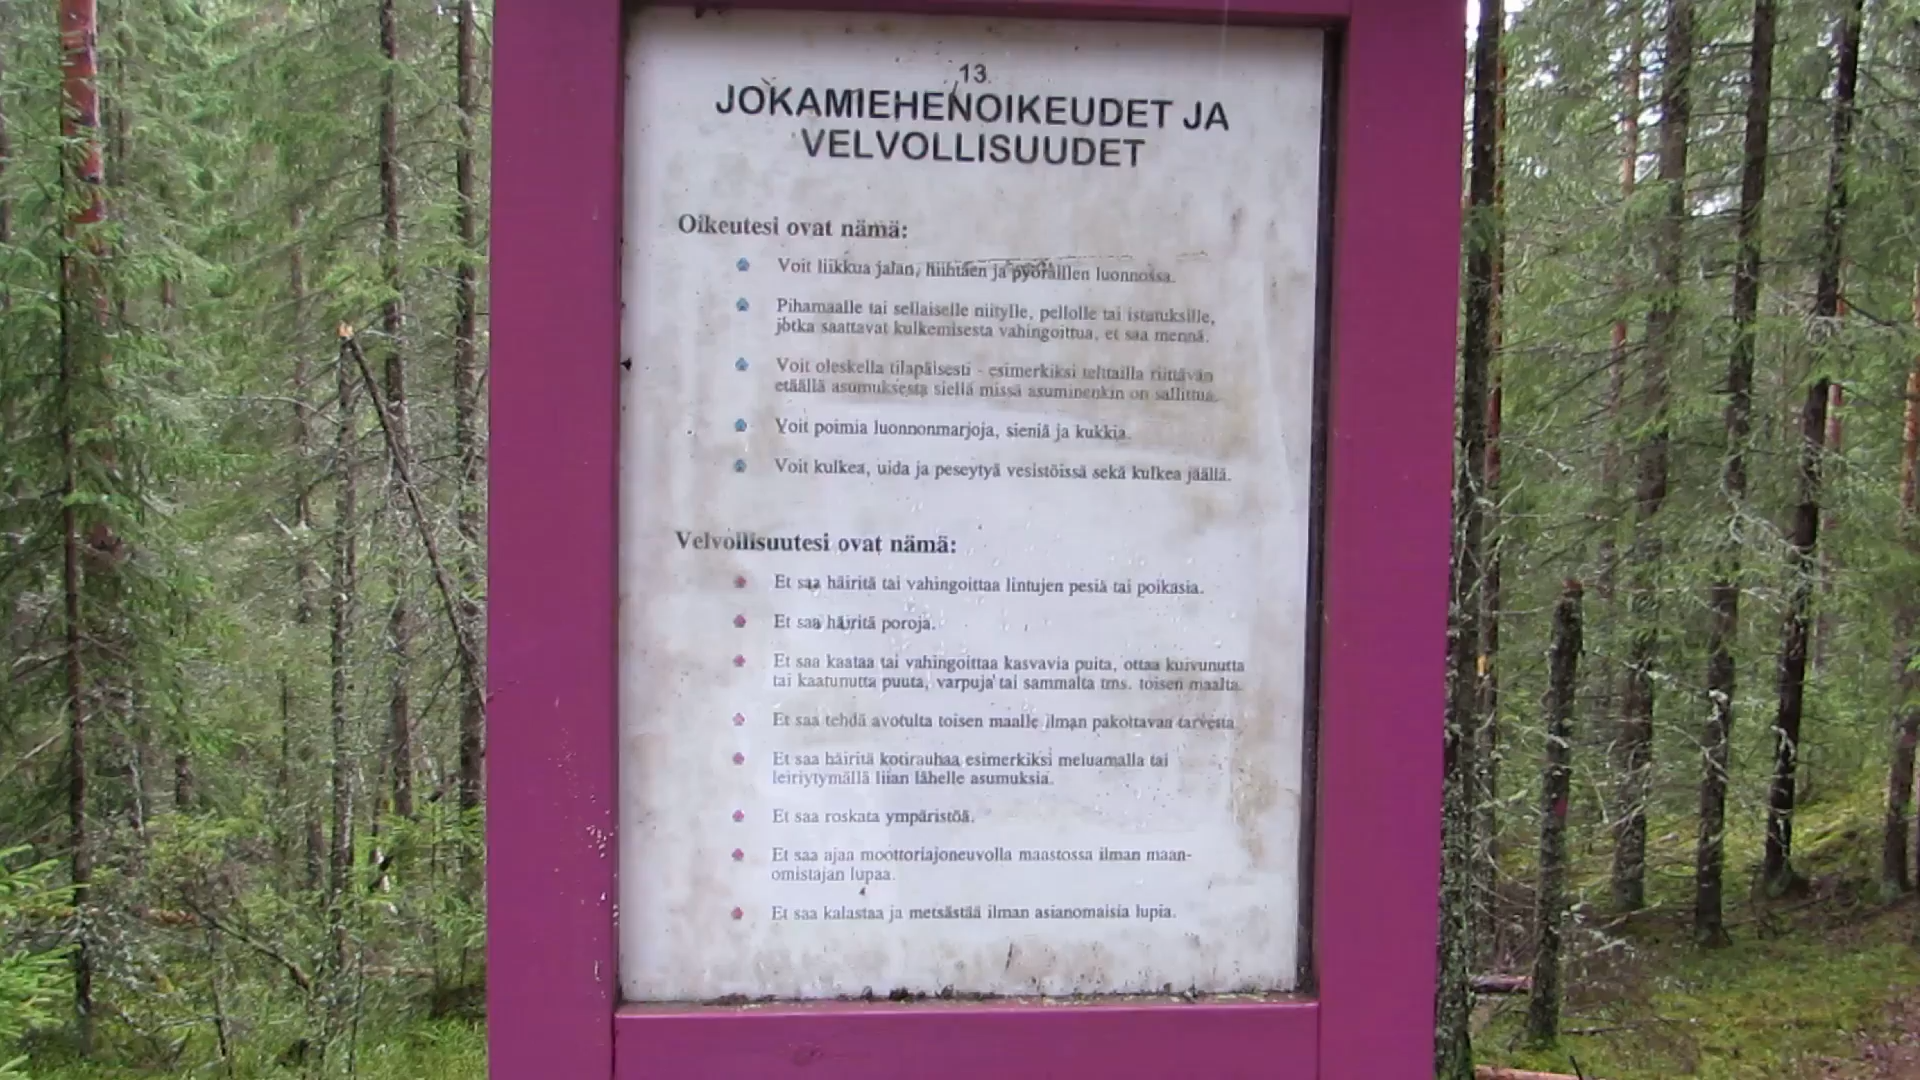 13
JOKAMIEHENOIKEUDET JA
VELVOLLISUUDET
Oikeutesi ovat nämä:
Voit liikkua jalan, hiihtäen ja pyöräillen luonnossa.
Pihamaalle tai sellaiselle niitylle, pellolle tai istutuksille,
jotka saattavat kulkemisesta vahingoittua, et saa mennä.
Voit oleskella tilapäisesti - esimerkiksi teltailla riittävän
etäällä asumuksesta siellä missä asuminenkin on sallittua.
Voit poimia luonnonmarjoja, sieniä ja kukkia.
Voit kulkea, uida ja peseytyä vesistöissä sekä kulkea jäällä.
Velvollisuutesi ovat nämä:
Et saa häiritä tai vahingoittaa lintujen pesiä tai poikasia.
Et saa häiritä poroja.
Et saa kaataa tai vahingoittaa kasvavia puita, ottaa kuivunutta
tai kaatunutta puuta, varpuja tai sammalta tms. toisen maalta.
Et saa tehdä avotulta toisen maalle ilman pakottavaa tarvetta
Et saa häiritä kotirauhaa esimerkiksi meluamalla tai
leiriytymällä liian lähelle asumuksia.
Et saa roskata ympäristöä.
Et saa ajaa moottoriajoneuvolla maastossa ilman maan-
omistajan lupaa.
Et saa kalastaa ja metsästää ilman asianomaisia lupia.